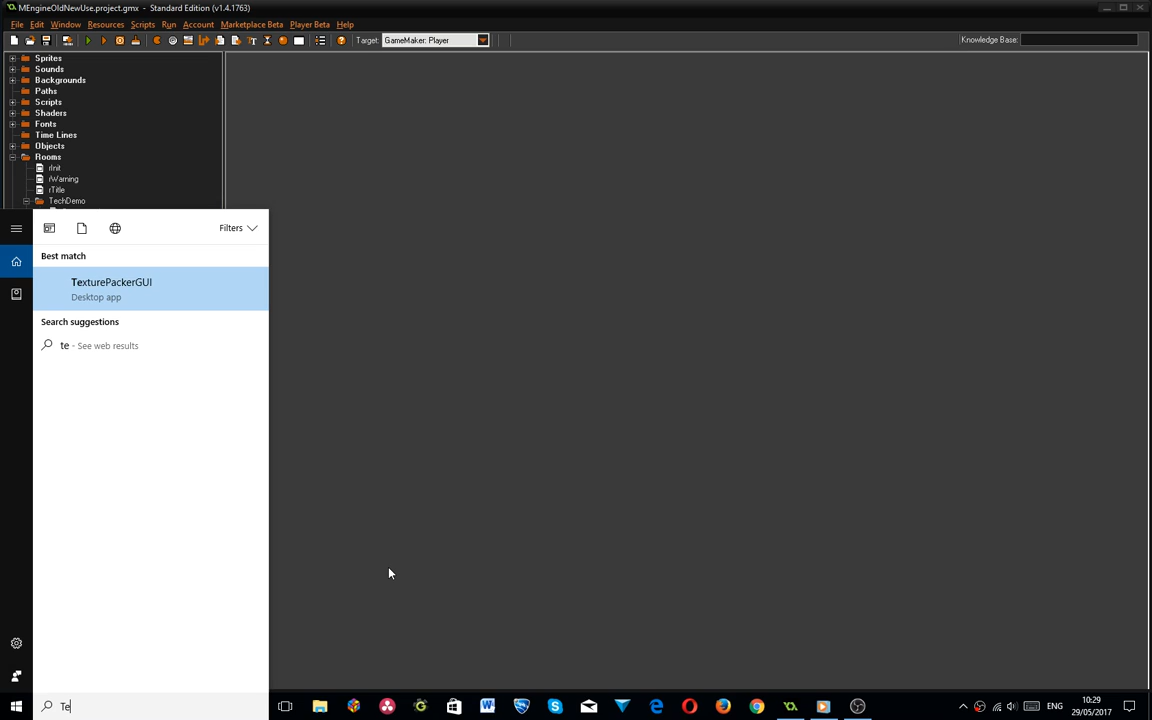 MEngineOldNewUse.project.gmx - Standard Edition (v1.4.1763)
File Edit Window Resources Scripts Run Account Marketplace Beta Player Beta Help
Target: GameMaker: Player Knowledge Base:
Sprites
Sounds
Backgrounds
Paths
Scripts
Shaders
Fonts
Time Lines
Objects
Rooms
rInit
rWarning
rTitle
TechDemo
Filters
Best match
TexturePackerGUI
Desktop app
Search suggestions
te - See web results
Te
ENG
10:29
29/05/2017